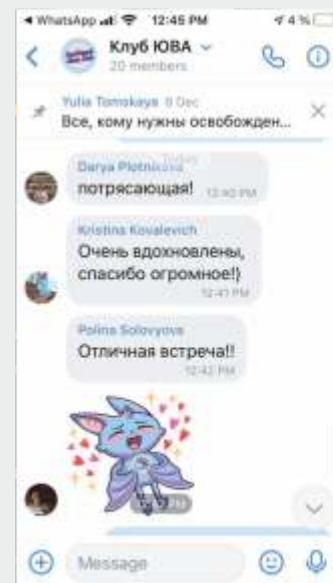 WhatsApp 12:45 PM 4 %
Клуб ЮВА
20 members
Yulia Tomskaya 8 Dec
Все, кому нужны освобожден...
Today
Darya Plotnikova
потрясающая! 12:40 PM
Kristina Kovalevich
Очень вдохновлены,
спасибо огромное!)
12:41 PM
Polina Solovyova
Отличная встреча!!
12:42 PM
Message